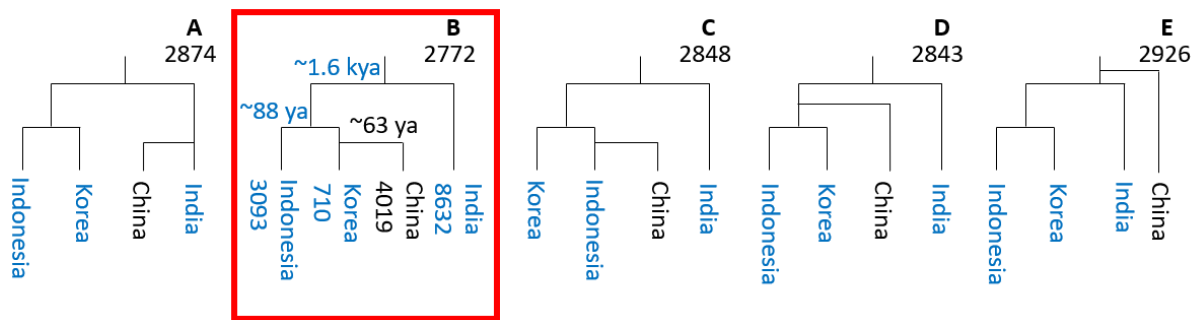 A
2874
Indonesia
Korea
China
India
B
2772
~1.6 kya
~88 ya
~63 ya
Indonesia
3093
Korea
710
China
4019
India
8632
C
2848
Korea
Indonesia
China
India
D
2843
Indonesia
Korea
China
India
E
2926
Indonesia
Korea
India
China